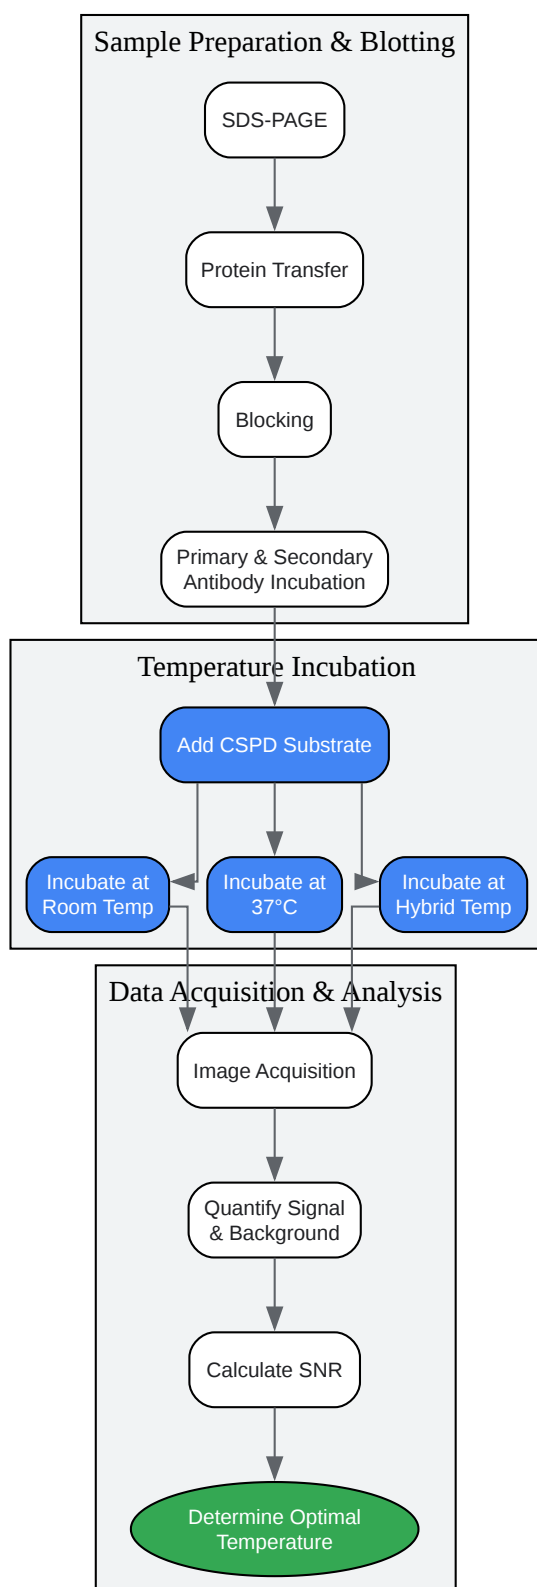 Sample Preparation & Blotting
SDS-PAGE
Protein Transfer
Blocking
Primary & Secondary
Antibody Incubation
Temperature Incubation
Add CSPD Substrate
Incubate at
Room Temp
Incubate at
37°C
Incubate at
Hybrid Temp
Data Acquisition & Analysis
Image Acquisition
Quantify Signal
& Background
Calculate SNR
Determine Optimal
Temperature